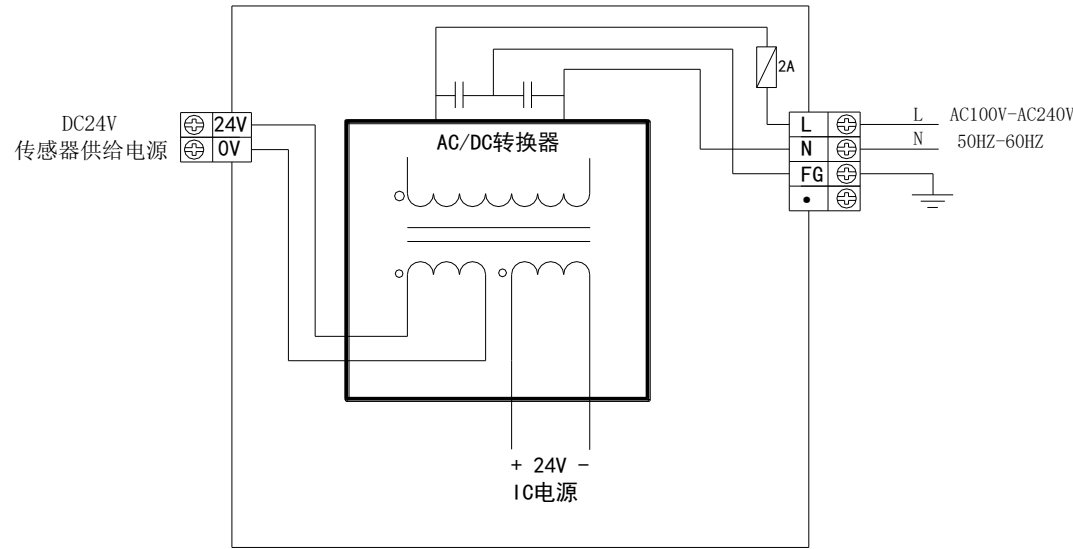 2A
DC24V
传感器供给电源
24V
0V
AC/DC转换器
L
N
FG
•
L
AC100V-AC240V
N
50HZ-60HZ
+ 24V -
IC电源